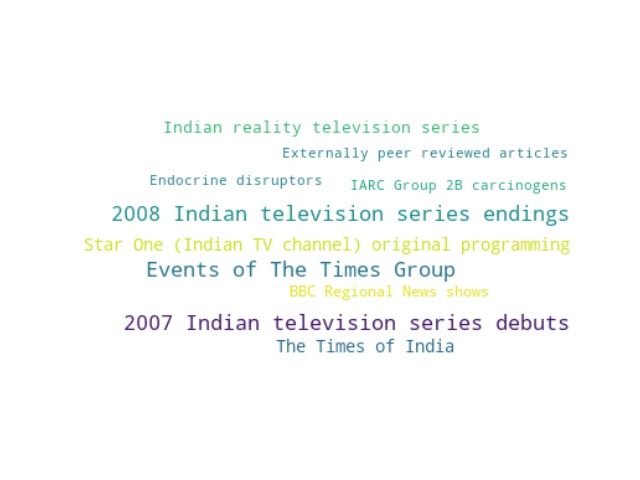 Indian reality television series
Externally peer reviewed articles
Endocrine disruptors
IARC Group 2B carcinogens
2008 Indian television series endings
Star One (Indian TV channel) original programming
Events of The Times Group
BBC Regional News shows
2007 Indian television series debuts
The Times of India